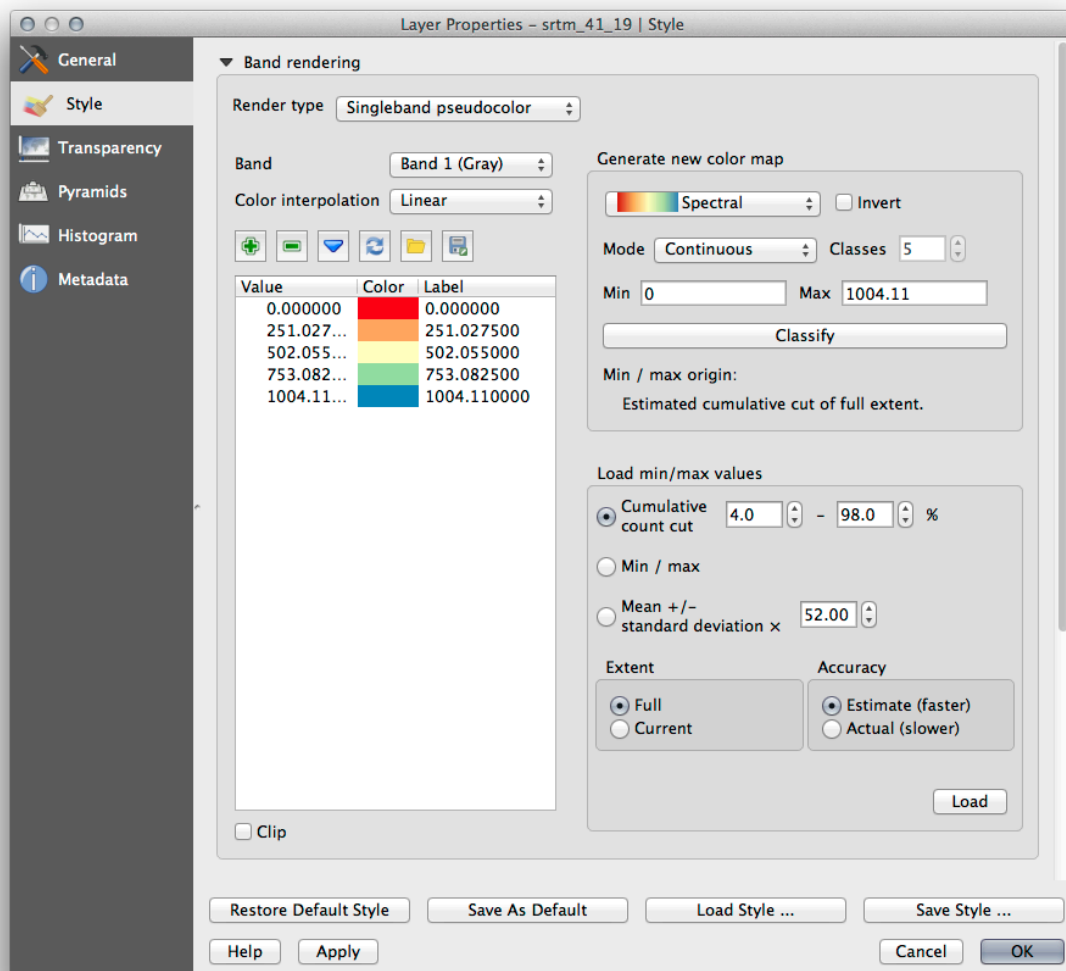 Layer Properties – srtm_41_19 | Style
General
Style
Transparency
Pyramids
Histogram
Metadata
Band rendering
Render type Singleband pseudocolor
Band Band 1 (Gray)
Color interpolation Linear
Value Color Label
0.000000 0.000000
251.027... 251.027500
502.055... 502.055000
753.082... 753.082500
1004.11... 1004.110000
Clip
Generate new color map
Spectral Invert
Mode Continuous Classes 5
Min 0 Max 1004.11
Classify
Min / max origin:
Estimated cumulative cut of full extent.
Load min/max values
Cumulative
count cut 4.0 – 98.0 %
Min / max
Mean +/-
standard deviation × 52.00
Extent
Full
Current
Accuracy
Estimate (faster)
Actual (slower)
Load
Restore Default Style Save As Default Load Style ... Save Style ...
Help Apply Cancel OK